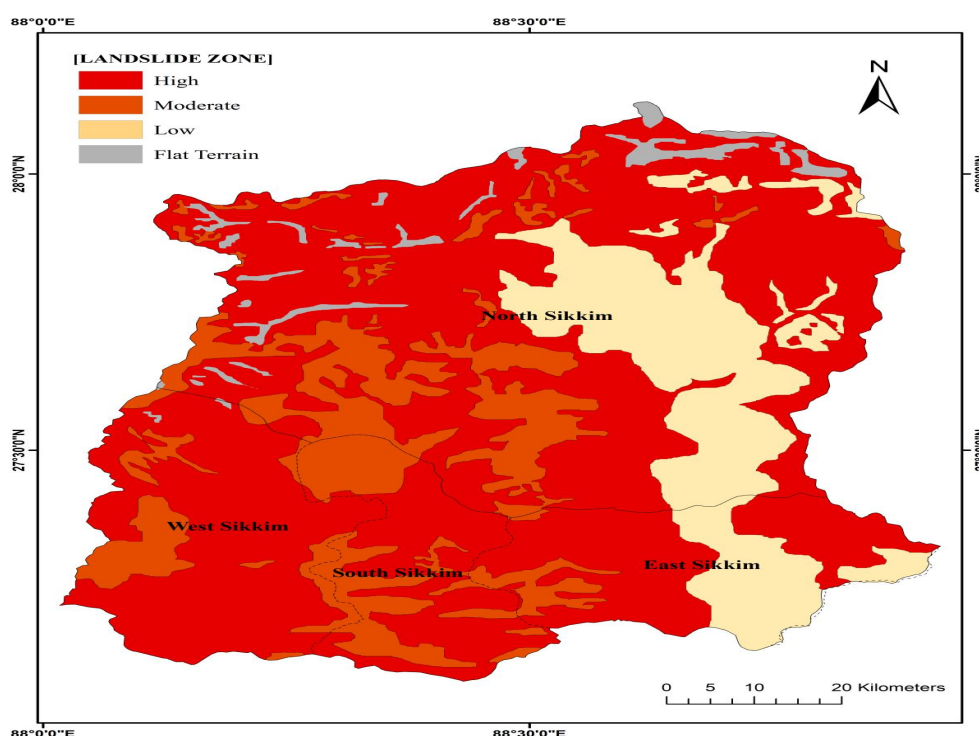 88°0'0"E 88°30'0"E
[LANDSLIDE ZONE]
High
Moderate
Low
Flat Terrain
N
28°0'0"N
North Sikkim
27°30'0"N
West Sikkim
South Sikkim
East Sikkim
0 5 10 20 Kilometers
88°0'0"E 88°30'0"E